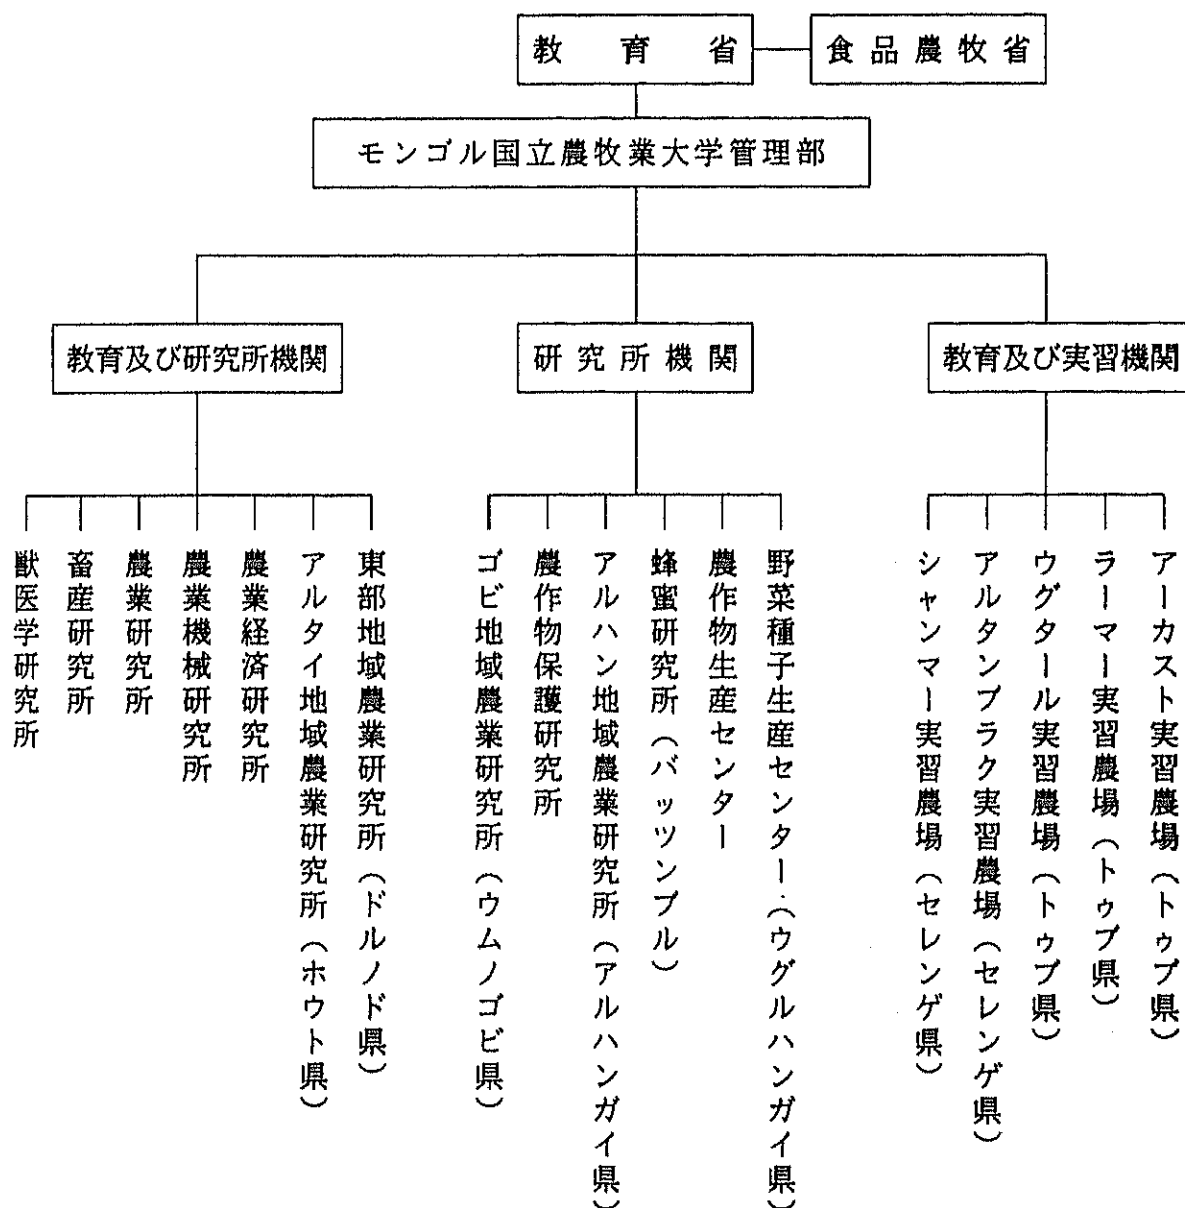 教育省
食品農牧省
モンゴル国立農牧業大学管理部
教育及び研究所機関
研究所機関
教育及び実習機関
獣医学研究所
畜産研究所
農業研究所
農業機械研究所
農業経済研究所
アルタイ地域農業研究所（ホウト県）
東部地域農業研究所（ドルノド県）
ゴビ地域農業研究所（ウムノゴビ県）
農作物保護研究所
アルハン地域農業研究所（アルハンガイ県）
蜂蜜研究所（バッツンブル）
農作物生産センター
野菜種子生産センター（ウグルハンガイ県）
シャンマー実習農場（セレンゲ県）
アルタンブラク実習農場（セレンゲ県）
ウグタール実習農場（トゥブ県）
ラーマー実習農場（トゥブ県）
アーカスト実習農場（トゥブ県）